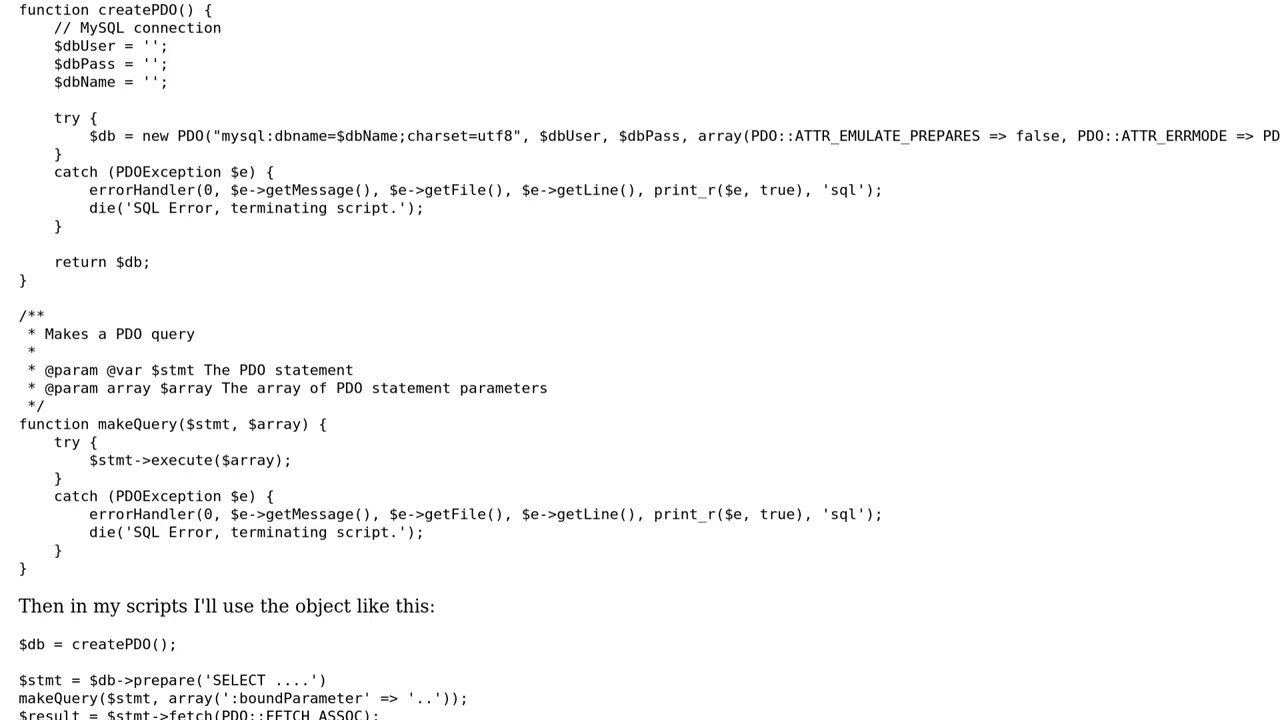 function createPDO() {
    // MySQL connection
    $dbUser = '';
    $dbPass = '';
    $dbName = '';

    try {
        $db = new PDO("mysql:dbname=$dbName;charset=utf8", $dbUser, $dbPass, array(PDO::ATTR_EMULATE_PREPARES => false, PDO::ATTR_ERRMODE => PD
    }
    catch (PDOException $e) {
        errorHandler(0, $e->getMessage(), $e->getFile(), $e->getLine(), print_r($e, true), 'sql');
        die('SQL Error, terminating script.');
    }

    return $db;
}

/**
 * Makes a PDO query
 *
 * @param @var $stmt The PDO statement
 * @param array $array The array of PDO statement parameters
 */
function makeQuery($stmt, $array) {
    try {
        $stmt->execute($array);
    }
    catch (PDOException $e) {
        errorHandler(0, $e->getMessage(), $e->getFile(), $e->getLine(), print_r($e, true), 'sql');
        die('SQL Error, terminating script.');
    }
}
Then in my scripts I'll use the object like this:
$db = createPDO();

$stmt = $db->prepare('SELECT ....')
makeQuery($stmt, array(':boundParameter' => '..'));
$result = $stmt->fetch(PDO::FETCH_ASSOC);